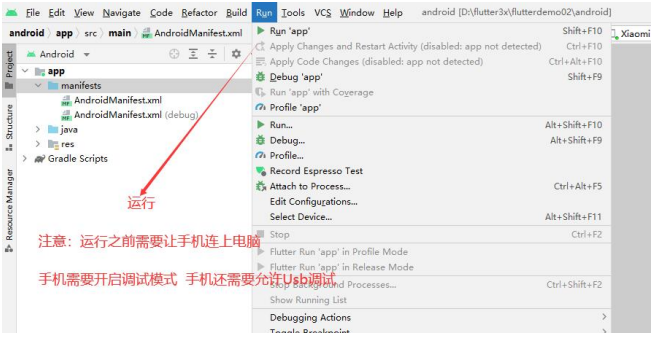 File Edit View Navigate Code Refactor Build Run Tools VCS Window Help android [D:\flutter3x\flutterdemo02\android]
android app src main AndroidManifest.xml
Xiaomi
Project
Android
app
manifests
AndroidManifest.xml
AndroidManifest.xml (debug)
java
res
Gradle Scripts
Structure
Resource Manager
Run 'app' Shift+F10
Apply Changes and Restart Activity (disabled: app not detected) Ctrl+F10
Apply Code Changes (disabled: app not detected) Ctrl+Alt+F10
Debug 'app' Shift+F9
Run 'app' with Coverage
Profile 'app'
Run... Alt+Shift+F10
Debug... Alt+Shift+F9
Profile...
Record Espresso Test
Attach to Process... Ctrl+Alt+F5
Edit Configurations...
Select Device... Alt+Shift+F11
Stop Ctrl+F2
Flutter Run 'app' in Profile Mode
Flutter Run 'app' in Release Mode
Stop Background Processes... Ctrl+Shift+F2
Show Running List
Debugging Actions
Toggle Breakpoint
运行
注意：运行之前需要让手机连上电脑
手机需要开启调试模式 手机还需要允许Usb调试